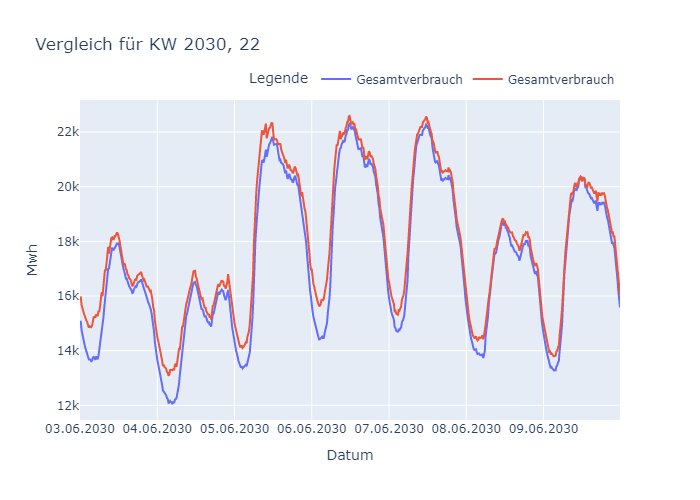 Vergleich für KW 2030, 22
Legende Gesamtverbrauch Gesamtverbrauch
22k
20k
18k
16k
14k
12k
Mwh
03.06.2030 04.06.2030 05.06.2030 06.06.2030 07.06.2030 08.06.2030 09.06.2030
Datum